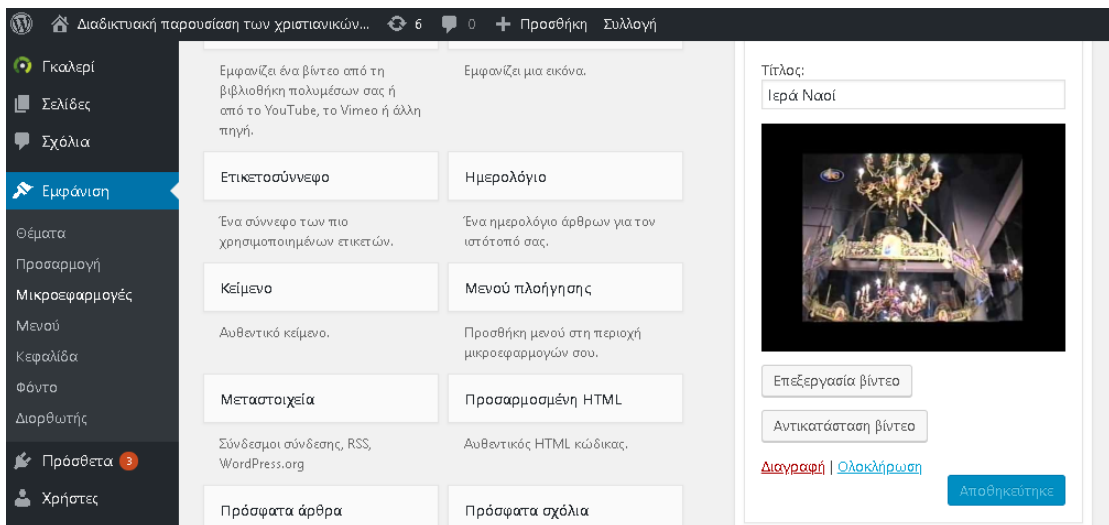 Διαδικτυακή παρουσίαση των χριστιανικών... 6 0 + Προσθήκη Συλλογή
Γκαλερί
Σελίδες
Σχόλια
Εμφάνιση
Θέματα
Προσαρμογή
Μικροεφαρμογές
Μενού
Κεφαλίδα
Φόντο
Διορθωτής
Πρόσθετα 3
Χρήστες
Εμφανίζει ένα βίντεο από τη
βιβλιοθήκη πολυμέσων σας ή
από το YouTube, το Vimeo ή άλλη
πηγή.
Εμφανίζει μια εικόνα.
Ετικετοσύννεφο
Ένα σύννεφο των πιο
χρησιμοποιημένων ετικετών.
Ημερολόγιο
Ένα ημερολόγιο άρθρων για τον
ιστότοπό σας.
Κείμενο
Αυθεντικό κείμενο.
Μενού πλοήγησης
Προσθήκη μενού στη περιοχή
μικροεφαρμογών σου.
Μεταστοιχεία
Σύνδεσμοι σύνδεσης, RSS,
WordPress.org
Προσαρμοσμένη HTML
Αυθεντικός HTML κώδικας.
Πρόσφατα άρθρα
Πρόσφατα σχόλια
Τίτλος:
Ιερά Ναοί
Επεξεργασία βίντεο
Αντικατάσταση βίντεο
Διαγραφή | Ολοκλήρωση
Αποθηκεύτηκε